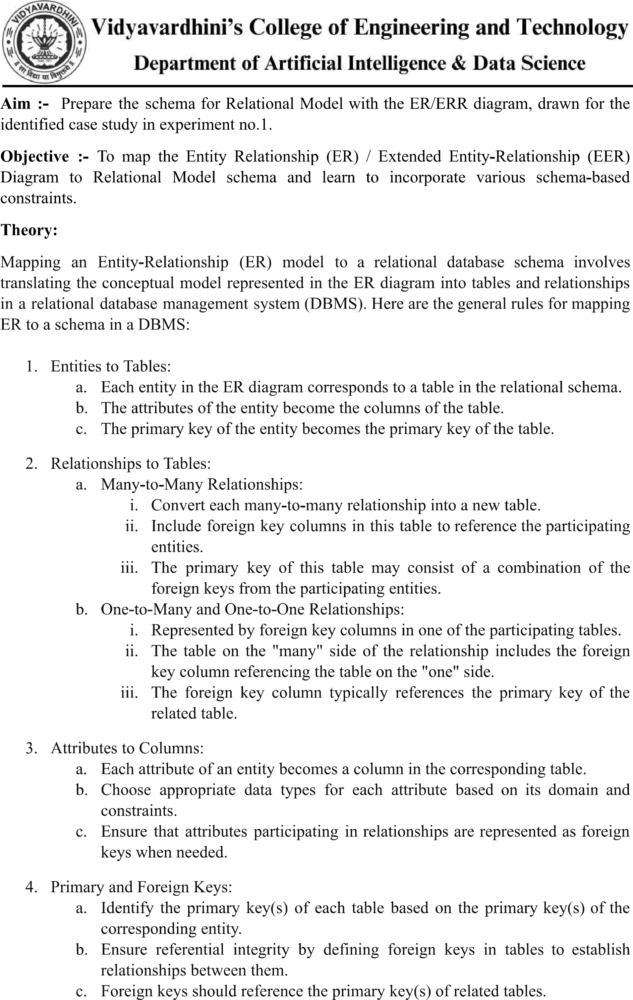 VIDYAVARDHINI
॥ सा विद्या या विमुक्तये ॥
Vidyavardhini's College of Engineering and Technology
Department of Artificial Intelligence & Data Science
Aim :- Prepare the schema for Relational Model with the ER/ERR diagram, drawn for the
identified case study in experiment no.1.
Objective :- To map the Entity Relationship (ER) / Extended Entity-Relationship (EER)
Diagram to Relational Model schema and learn to incorporate various schema-based
constraints.
Theory:
Mapping an Entity-Relationship (ER) model to a relational database schema involves
translating the conceptual model represented in the ER diagram into tables and relationships
in a relational database management system (DBMS). Here are the general rules for mapping
ER to a schema in a DBMS:
1. Entities to Tables:
a. Each entity in the ER diagram corresponds to a table in the relational schema.
b. The attributes of the entity become the columns of the table.
c. The primary key of the entity becomes the primary key of the table.
2. Relationships to Tables:
a. Many-to-Many Relationships:
i. Convert each many-to-many relationship into a new table.
ii. Include foreign key columns in this table to reference the participating
entities.
iii. The primary key of this table may consist of a combination of the
foreign keys from the participating entities.
b. One-to-Many and One-to-One Relationships:
i. Represented by foreign key columns in one of the participating tables.
ii. The table on the "many" side of the relationship includes the foreign
key column referencing the table on the "one" side.
iii. The foreign key column typically references the primary key of the
related table.
3. Attributes to Columns:
a. Each attribute of an entity becomes a column in the corresponding table.
b. Choose appropriate data types for each attribute based on its domain and
constraints.
c. Ensure that attributes participating in relationships are represented as foreign
keys when needed.
4. Primary and Foreign Keys:
a. Identify the primary key(s) of each table based on the primary key(s) of the
corresponding entity.
b. Ensure referential integrity by defining foreign keys in tables to establish
relationships between them.
c. Foreign keys should reference the primary key(s) of related tables.